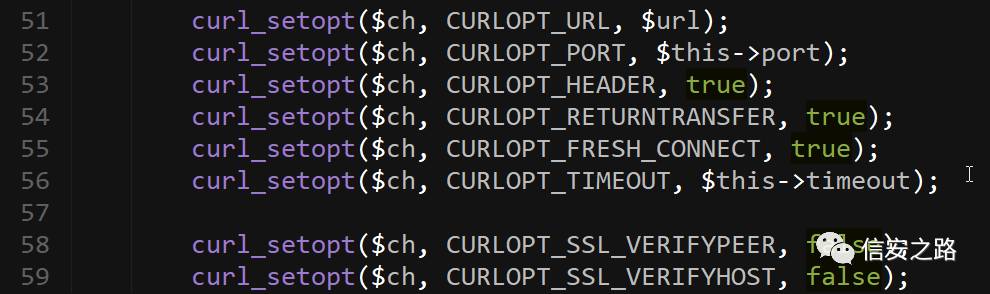 51 curl_setopt($ch, CURLOPT_URL, $url);
52 curl_setopt($ch, CURLOPT_PORT, $this->port);
53 curl_setopt($ch, CURLOPT_HEADER, true);
54 curl_setopt($ch, CURLOPT_RETURNTRANSFER, true);
55 curl_setopt($ch, CURLOPT_FRESH_CONNECT, true);
56 curl_setopt($ch, CURLOPT_TIMEOUT, $this->timeout);
57
58 curl_setopt($ch, CURLOPT_SSL_VERIFYPEER, false);
信安之路
59 curl_setopt($ch, CURLOPT_SSL_VERIFYHOST, false);